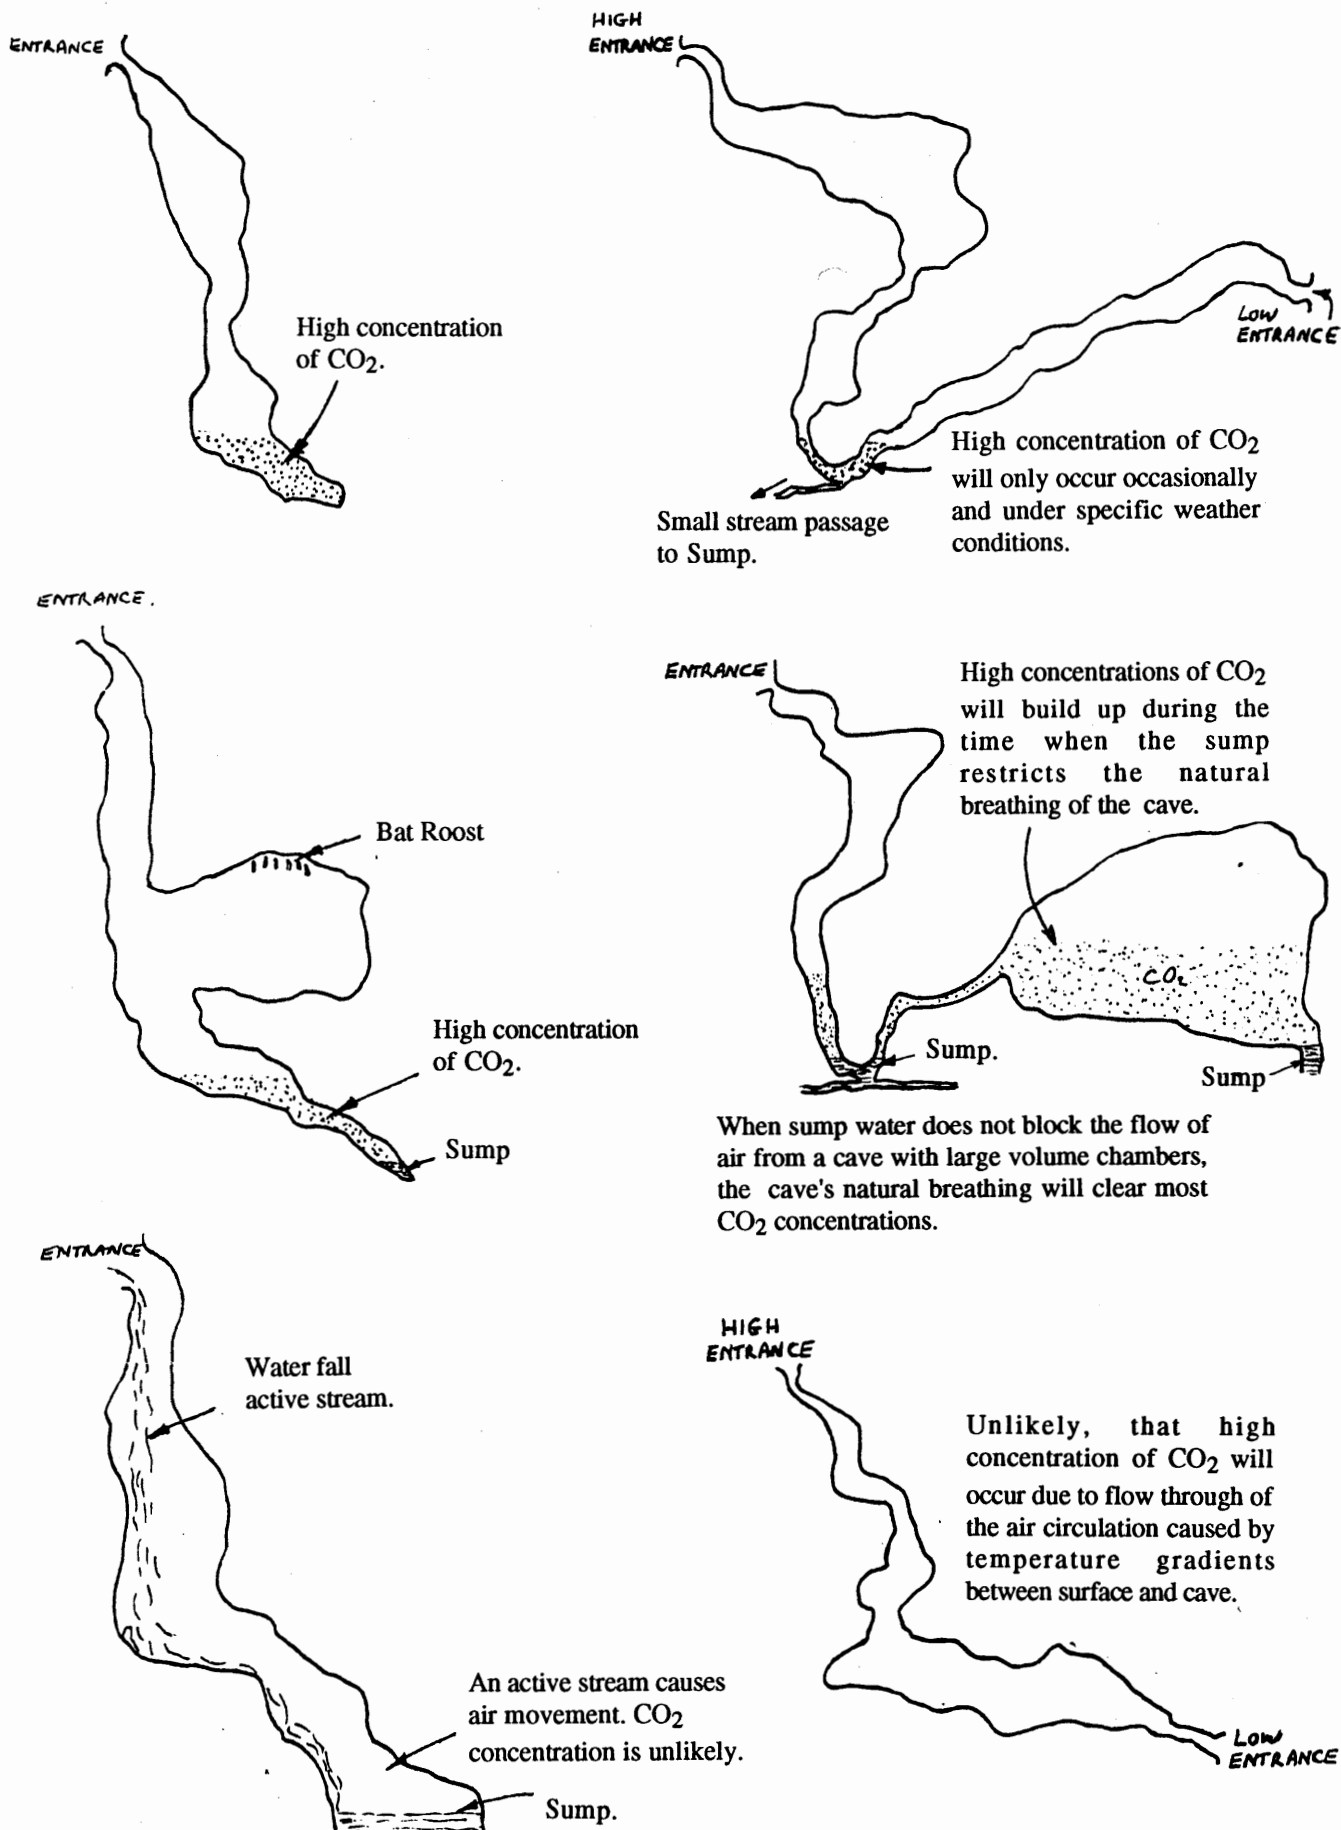 ENTRANCE
High concentration
of CO2.
HIGH
ENTRANCE
LOW
ENTRANCE
High concentration of CO2
will only occur occasionally
and under specific weather
conditions.
Small stream passage
to Sump.
ENTRANCE.
Bat Roost
High concentration
of CO2.
Sump
ENTRANCE
High concentrations of CO2
will build up during the
time when the sump
restricts the natural
breathing of the cave.
CO2
Sump.
Sump
When sump water does not block the flow of
air from a cave with large volume chambers,
the cave's natural breathing will clear most
CO2 concentrations.
ENTRANCE
Water fall
active stream.
An active stream causes
air movement. CO2
concentration is unlikely.
Sump.
HIGH
ENTRANCE
Unlikely, that high
concentration of CO2 will
occur due to flow through of
the air circulation caused by
temperature gradients
between surface and cave.
LOW
ENTRANCE